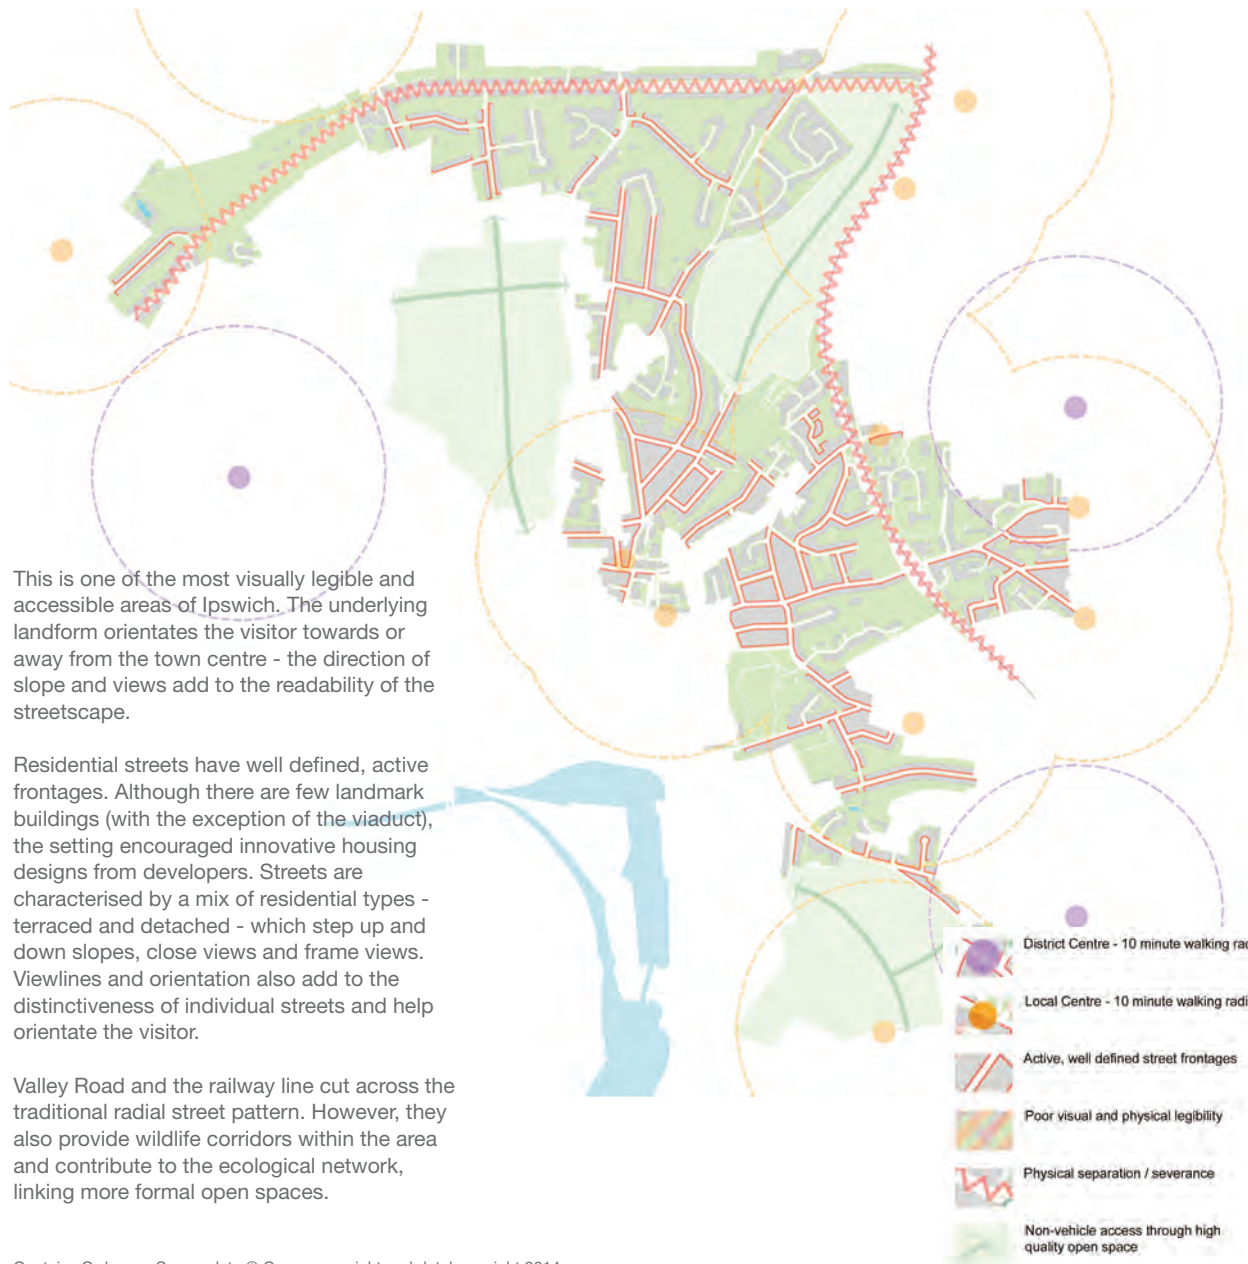 This is one of the most visually legible and
accessible areas of Ipswich. The underlying
landform orientates the visitor towards or
away from the town centre - the direction of
slope and views add to the readability of the
streetscape.
Residential streets have well defined, active
frontages. Although there are few landmark
buildings (with the exception of the viaduct),
the setting encouraged innovative housing
designs from developers. Streets are
characterised by a mix of residential types -
terraced and detached - which step up and
down slopes, close views and frame views.
Viewlines and orientation also add to the
distinctiveness of individual streets and help
orientate the visitor.
Valley Road and the railway line cut across the
traditional radial street pattern. However, they
also provide wildlife corridors within the area
and contribute to the ecological network,
linking more formal open spaces.
District Centre - 10 minute walking rad
Local Centre - 10 minute walking radi
Active, well defined street frontages
Poor visual and physical legibility
Physical separation / severance
Non-vehicle access through high
quality open space